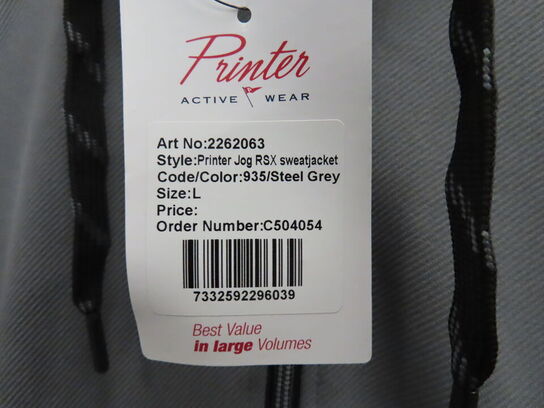 Printer
ACTIVE WEAR
Art No:2262063
Style:Printer Jog RSX sweatjacket
Code/Color:935/Steel Grey
Size:L
Price:
Order Number:C504054
7332592296039
Best Value
in large Volumes